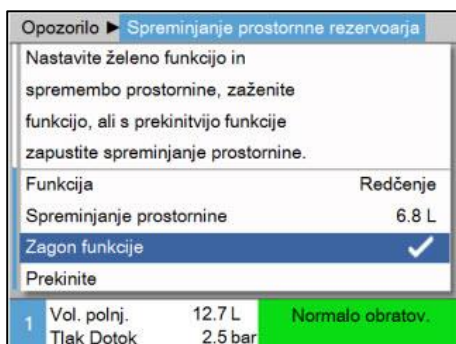 Opozorilo ► Spreminjanje prostornne rezervoarja
Nastavite želeno funkcijo in
spremembo prostornine, zaženite
funkcijo, ali s prekinitvijo funkcije
zapustite spreminjanje prostornine.
Funkcija Redčenje
Spreminjanje prostornine 6.8 L
Zagon funkcije ✓
Prekinite
1 Vol. polnj. 12.7 L Normalo obratov.
Tlak Dotok 2.5 bar